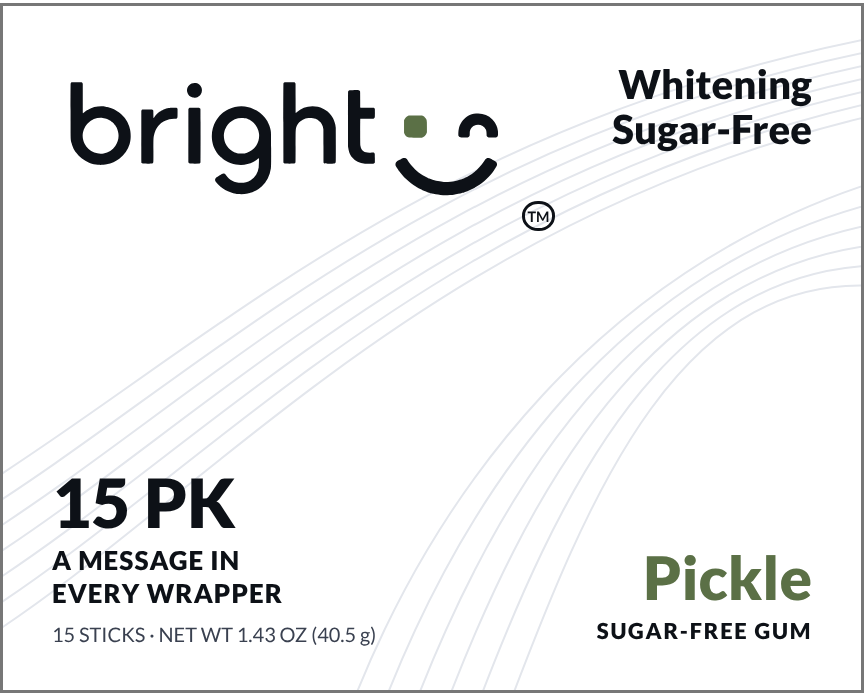 bright
TM
Whitening
Sugar-Free
15 PK
A MESSAGE IN
EVERY WRAPPER
15 STICKS · NET WT 1.43 OZ (40.5 g)
Pickle
SUGAR-FREE GUM